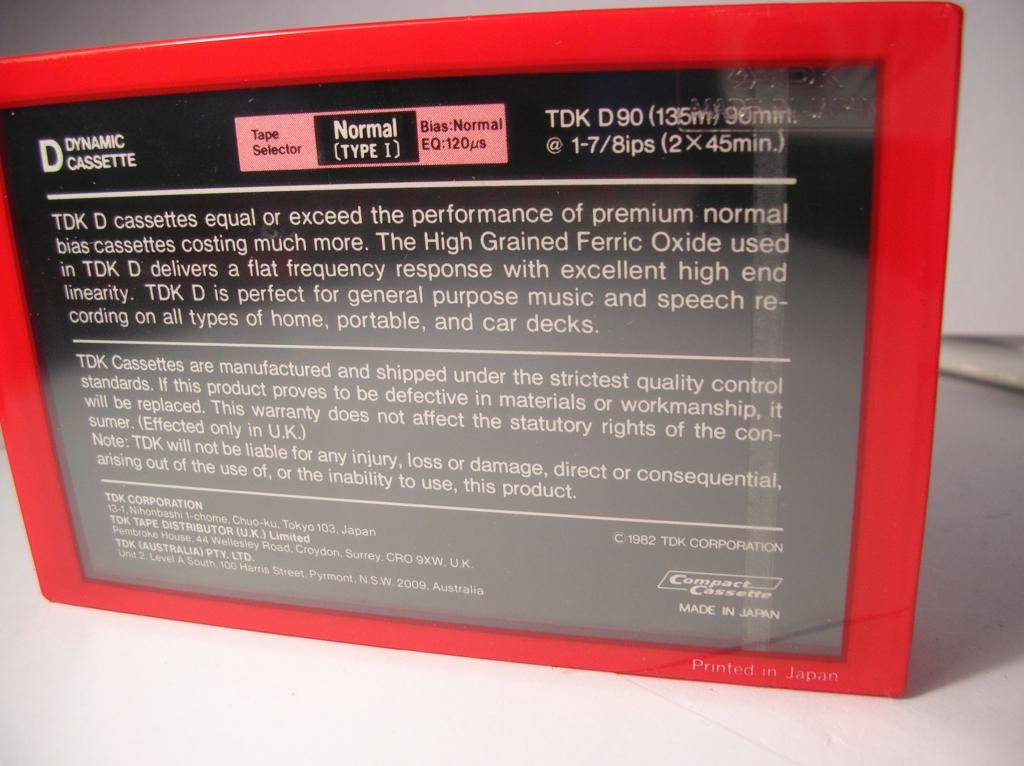 D DYNAMIC
CASSETTE
Tape
Selector
Normal
(TYPE I)
Bias:Normal
EQ:120µs
TDK D90 (135m) 90min.
@ 1-7/8ips (2×45min.)
TDK
MADE IN JAPAN
TDK D cassettes equal or exceed the performance of premium normal
bias cassettes costing much more. The High Grained Ferric Oxide used
in TDK D delivers a flat frequency response with excellent high end
linearity. TDK D is perfect for general purpose music and speech re-
cording on all types of home, portable, and car decks.
TDK Cassettes are manufactured and shipped under the strictest quality control
standards. If this product proves to be defective in materials or workmanship, it
will be replaced. This warranty does not affect the statutory rights of the con-
sumer. (Effected only in U.K.)
Note: TDK will not be liable for any injury, loss or damage, direct or consequential,
arising out of the use of, or the inability to use, this product.
TDK CORPORATION
13-1, Nihonbashi 1-chome, Chuo-ku, Tokyo 103, Japan
TDK TAPE DISTRIBUTOR (U.K.) Limited
Pembroke House, 44 Wellesley Road, Croydon, Surrey, CRO 9XW, U.K.
TDK (AUSTRALIA) PTY. LTD.
Unit 2, Level A South, 100 Harris Street, Pyrmont, N.S.W. 2009, Australia
©1982 TDK CORPORATION
Compact
Cassette
MADE IN JAPAN
Printed in Japan